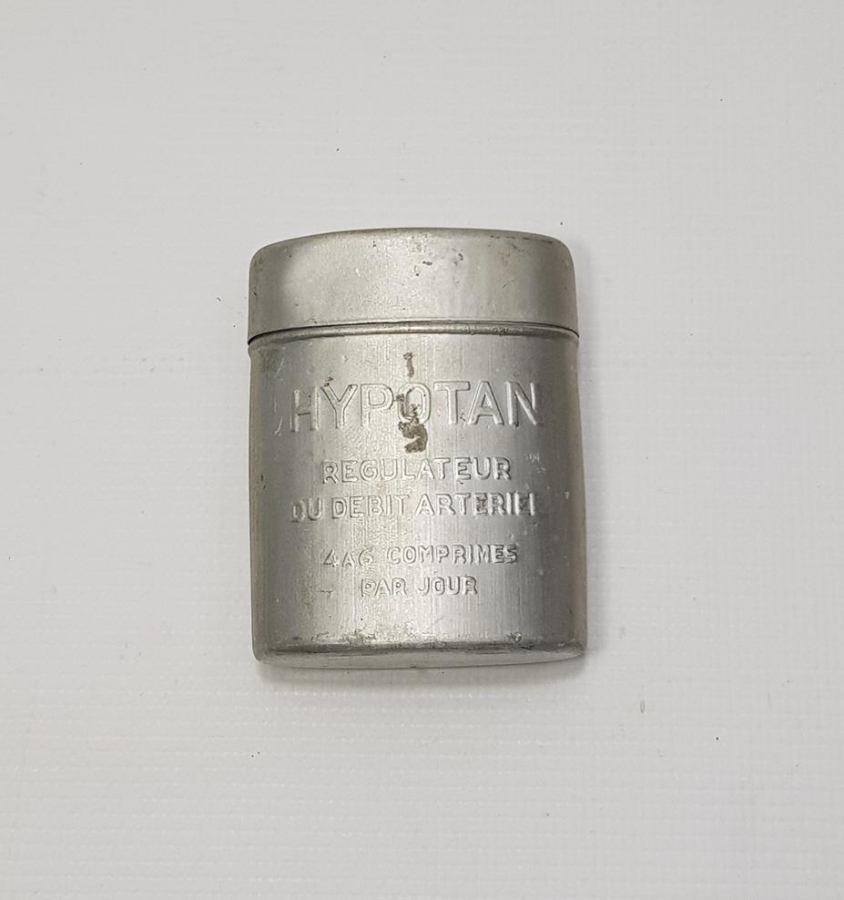 HYPOTAN
REGULATEUR
DU DEBIT ARTERIEL
4 A 6 COMPRIMES
PAR JOUR